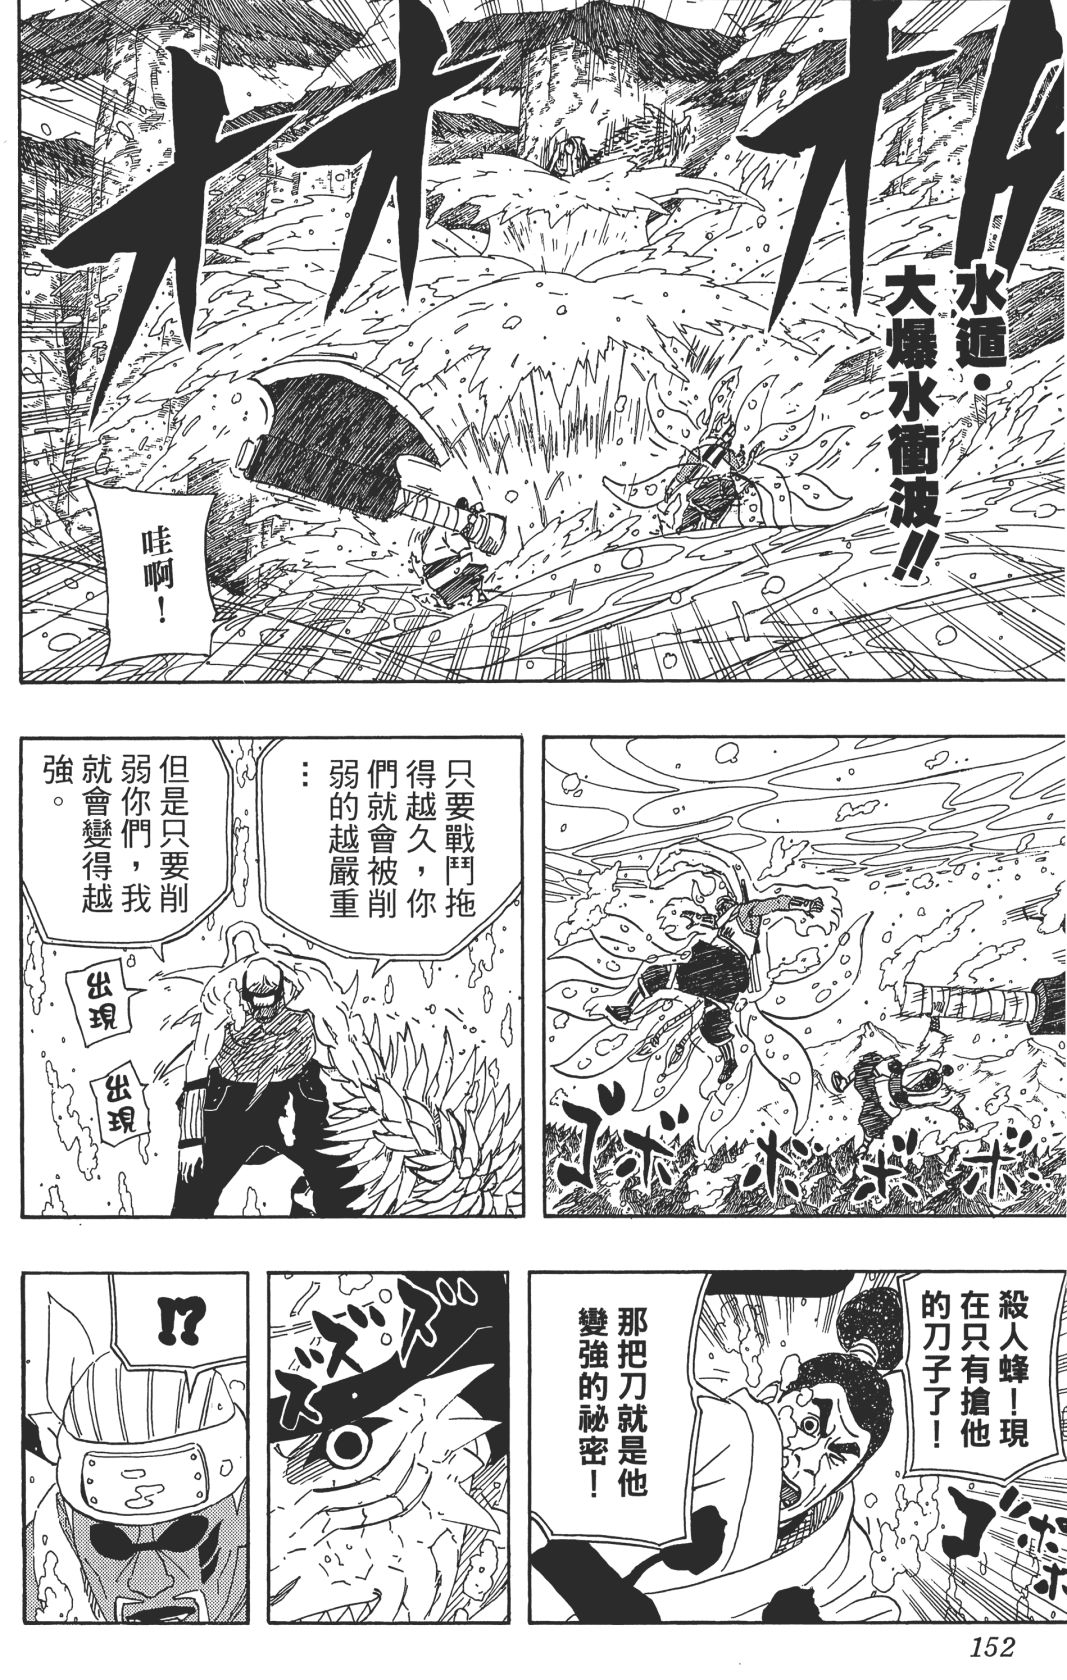 オオオ
水遁・
大爆水衝波!!
哇啊！
ゴボボボボ
只要戰鬥拖
得越久，你
們就會被削
弱的越嚴重
…
但是只要削
弱你們，我
就會變得越
強。
出現
出現
殺人蜂！現
在只有搶他
的刀子了！
那把刀就是他
變強的祕密！
ゴボボボ
ズズズ
!?
152